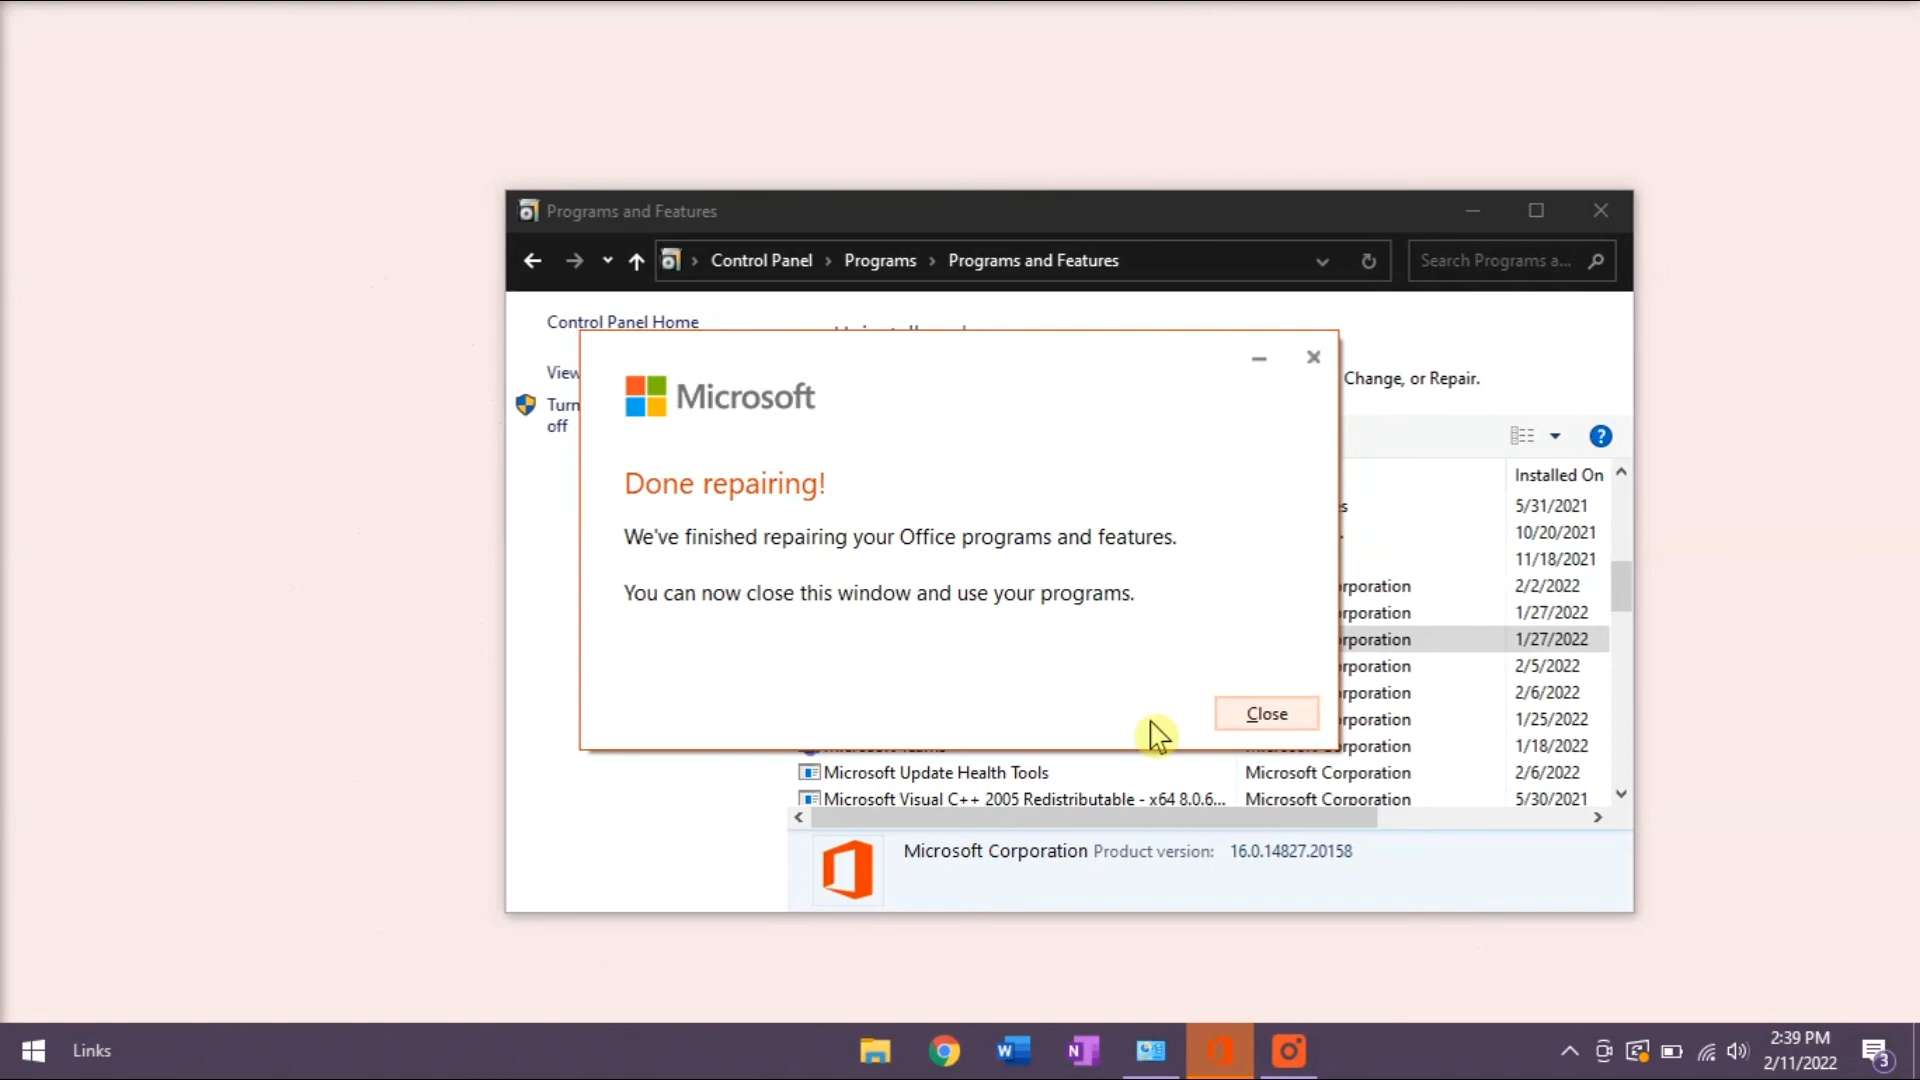 Programs and Features
Control Panel
Programs
Programs and Features
Search Programs a...
Control Panel Home
View
Change, or Repair.
Turn
off
Microsoft
Done repairing!
We've finished repairing your Office programs and features.
You can now close this window and use your programs.
Close
Installed On
s 5/31/2021
10/20/2021
11/18/2021
rporation 2/2/2022
rporation 1/27/2022
rporation 1/27/2022
rporation 2/5/2022
rporation 2/6/2022
rporation 1/25/2022
rporation 1/18/2022
Microsoft Update Health Tools Microsoft Corporation 2/6/2022
Microsoft Visual C++ 2005 Redistributable - x64 8.0.6... Microsoft Corporation 5/30/2021
Microsoft Corporation Product version: 16.0.14827.20158
Links
2:39 PM
2/11/2022
3